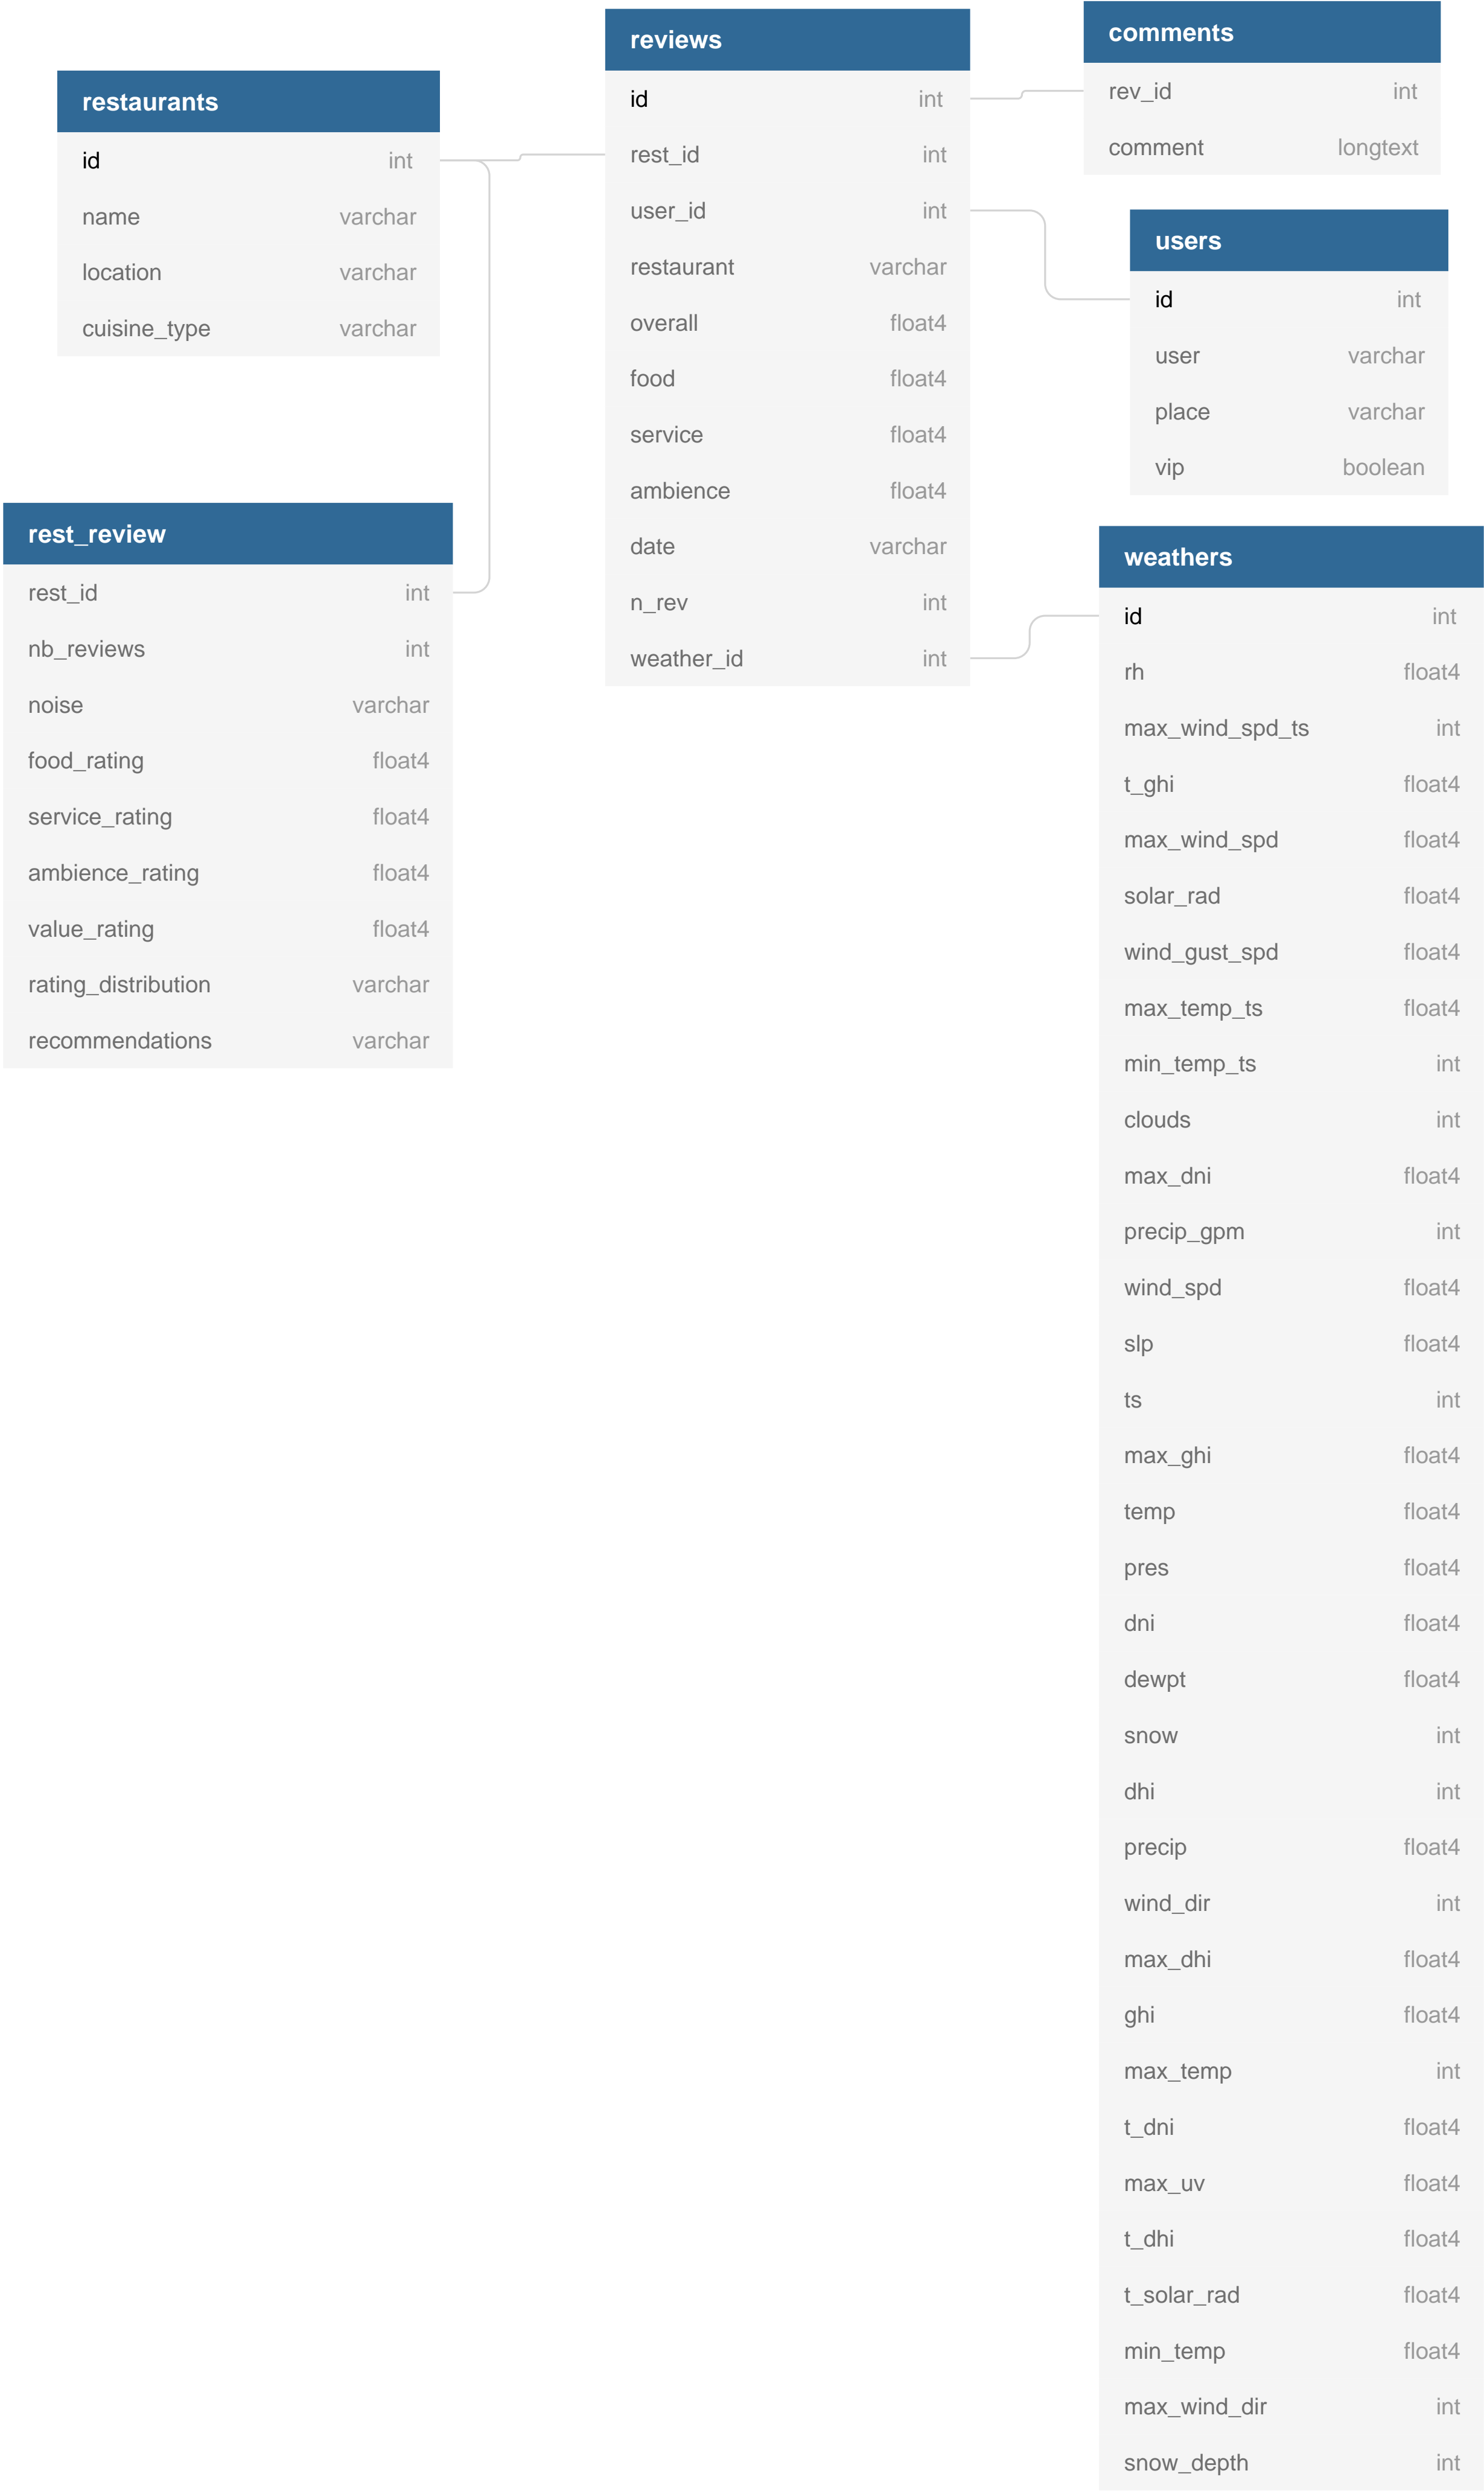 restaurants
id int
name varchar
location varchar
cuisine_type varchar
rest_review
rest_id int
nb_reviews int
noise varchar
food_rating float4
service_rating float4
ambience_rating float4
value_rating float4
rating_distribution varchar
recommendations varchar
reviews
id int
rest_id int
user_id int
restaurant varchar
overall float4
food float4
service float4
ambience float4
date varchar
n_rev int
weather_id int
comments
rev_id int
comment longtext
users
id int
user varchar
place varchar
vip boolean
weathers
id int
rh float4
max_wind_spd_ts int
t_ghi float4
max_wind_spd float4
solar_rad float4
wind_gust_spd float4
max_temp_ts float4
min_temp_ts int
clouds int
max_dni float4
precip_gpm int
wind_spd float4
slp float4
ts int
max_ghi float4
temp float4
pres float4
dni float4
dewpt float4
snow int
dhi int
precip float4
wind_dir int
max_dhi float4
ghi float4
max_temp int
t_dni float4
max_uv float4
t_dhi float4
t_solar_rad float4
min_temp float4
max_wind_dir int
snow_depth int